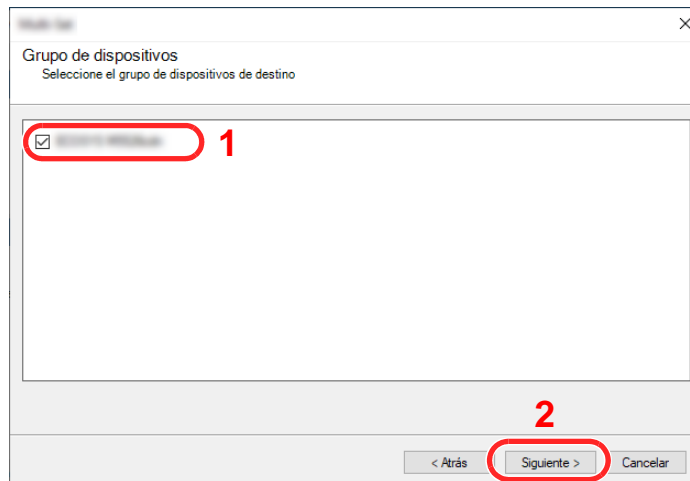 Grupo de dispositivos
Seleccione el grupo de dispositivos de destino
1
2
< Atrás
Siguiente >
Cancelar